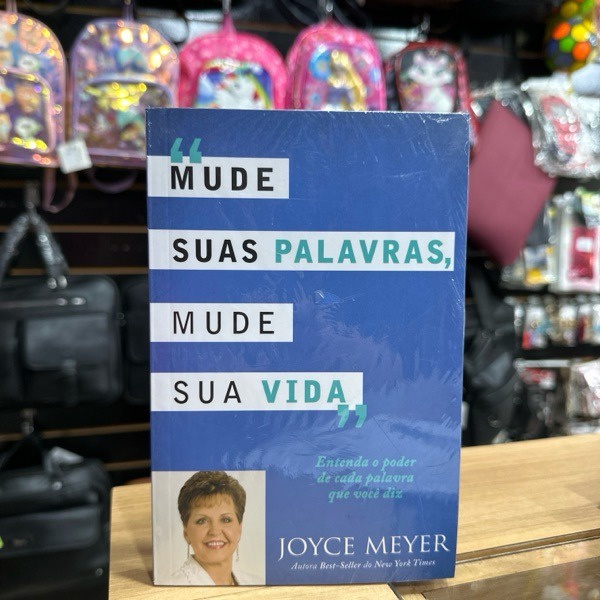 “MUDE
SUAS PALAVRAS,
MUDE
SUA VIDA”
Entenda o poder
de cada palavra
que você diz
JOYCE MEYER
Autora Best-Seller do New York Times